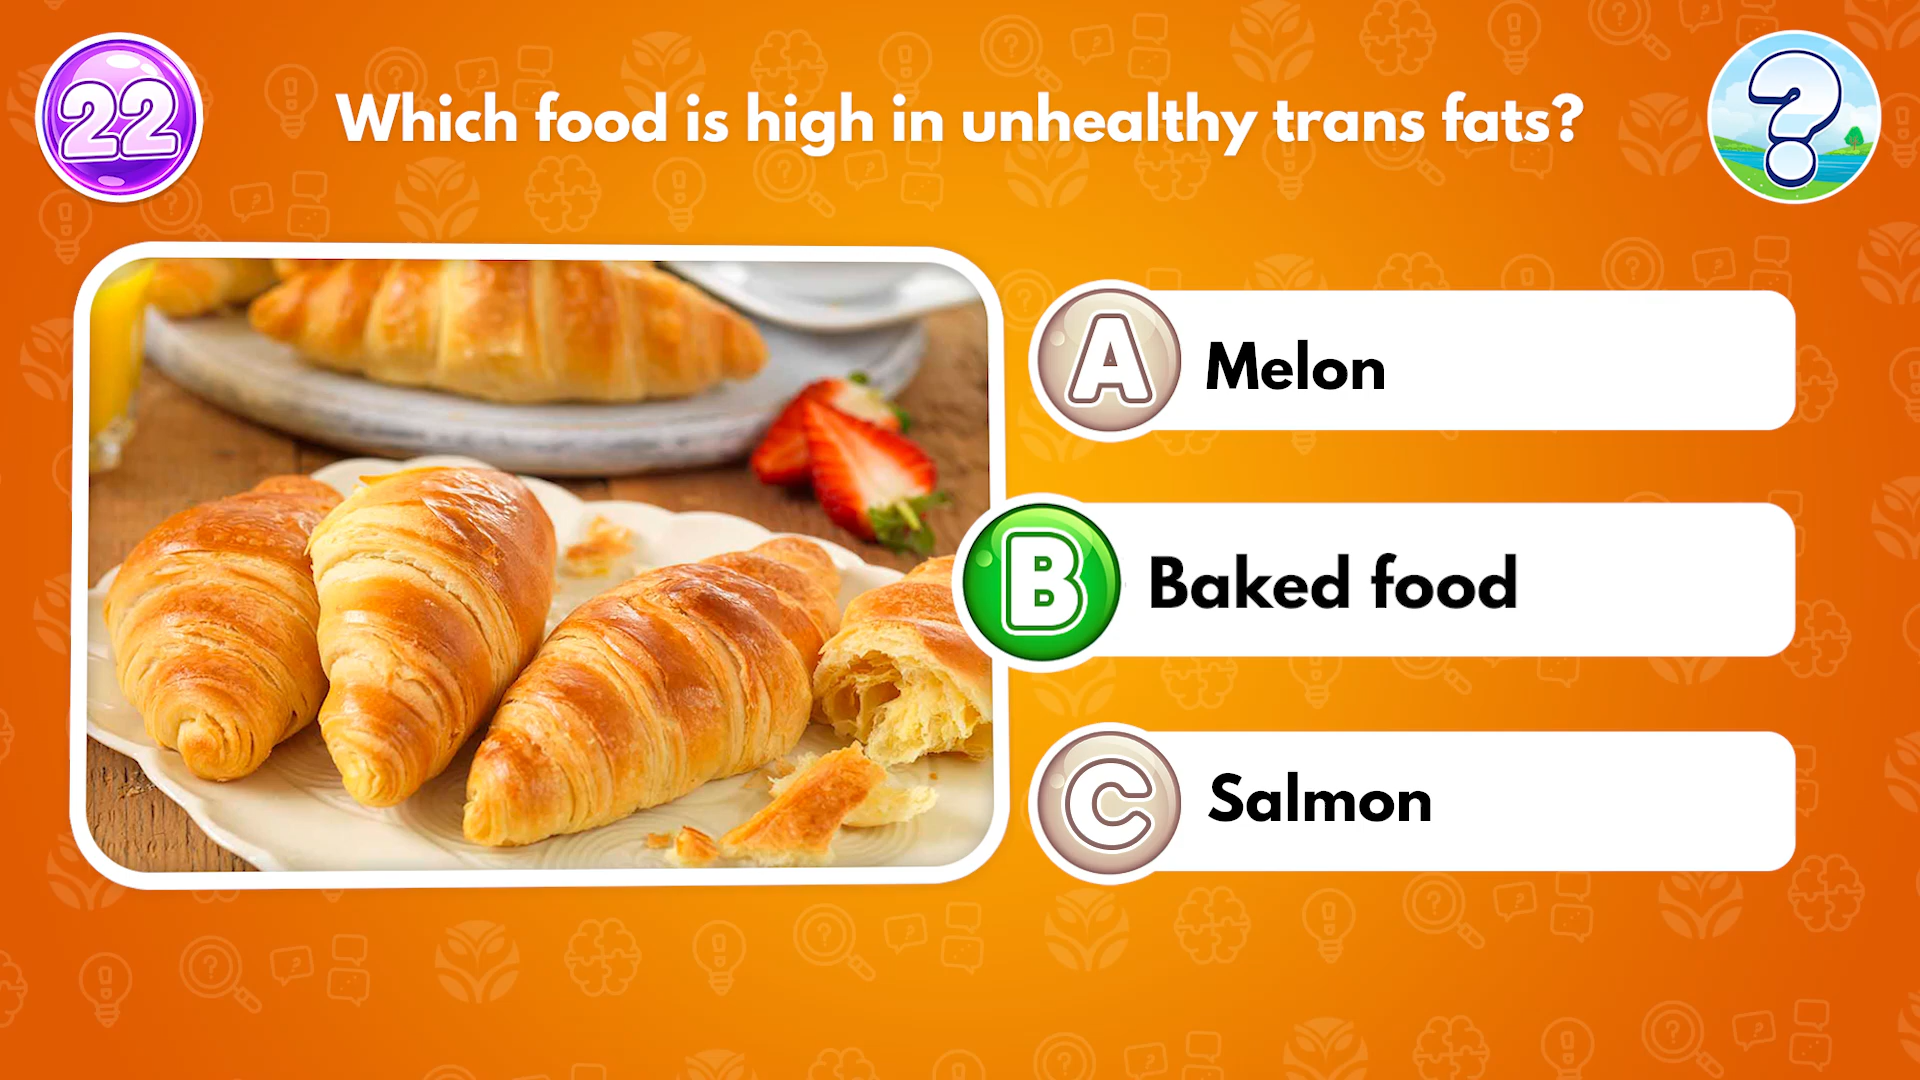 22
Which food is high in unhealthy trans fats?
?
A Melon
B Baked food
C Salmon